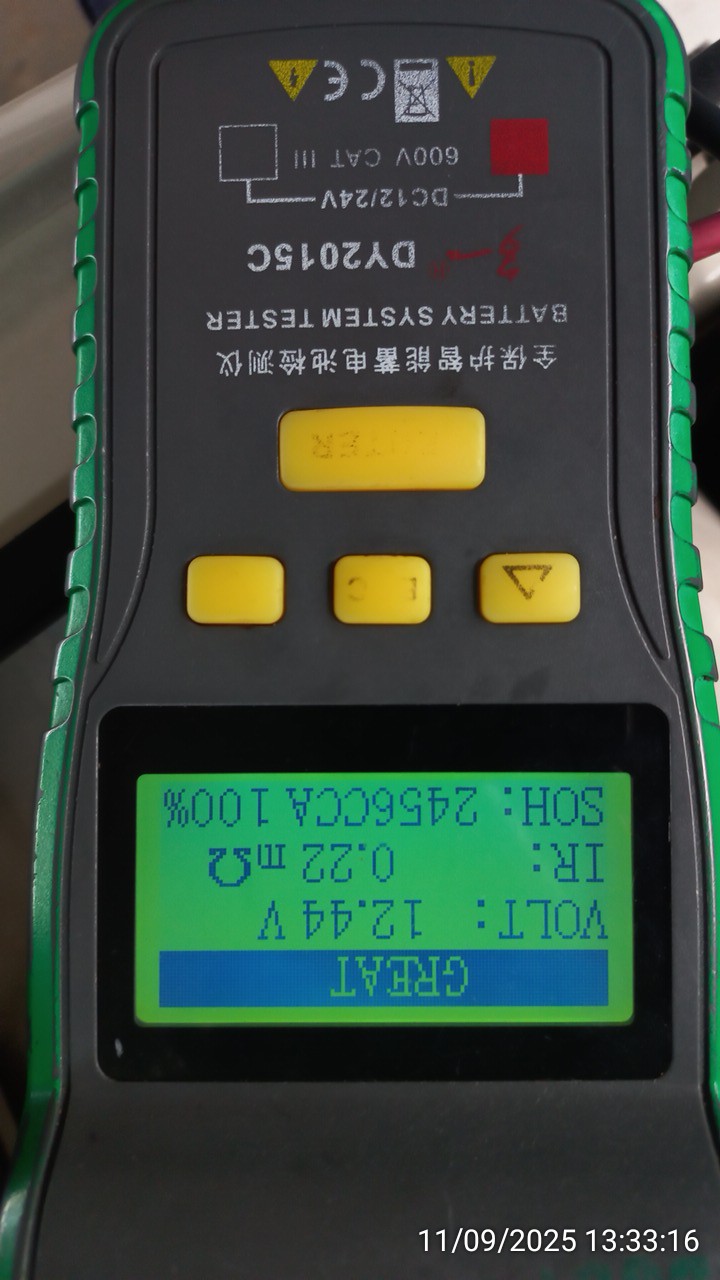 GREAT
VOLT: 12.44 V
IR: 0.22 mΩ
SOH: 2456CCA 100%
全保护智能蓄电池检测仪
BATTERY SYSTEM TESTER
DY2015C
DC12/24V
600V CAT III
CE
11/09/2025 13:33:16